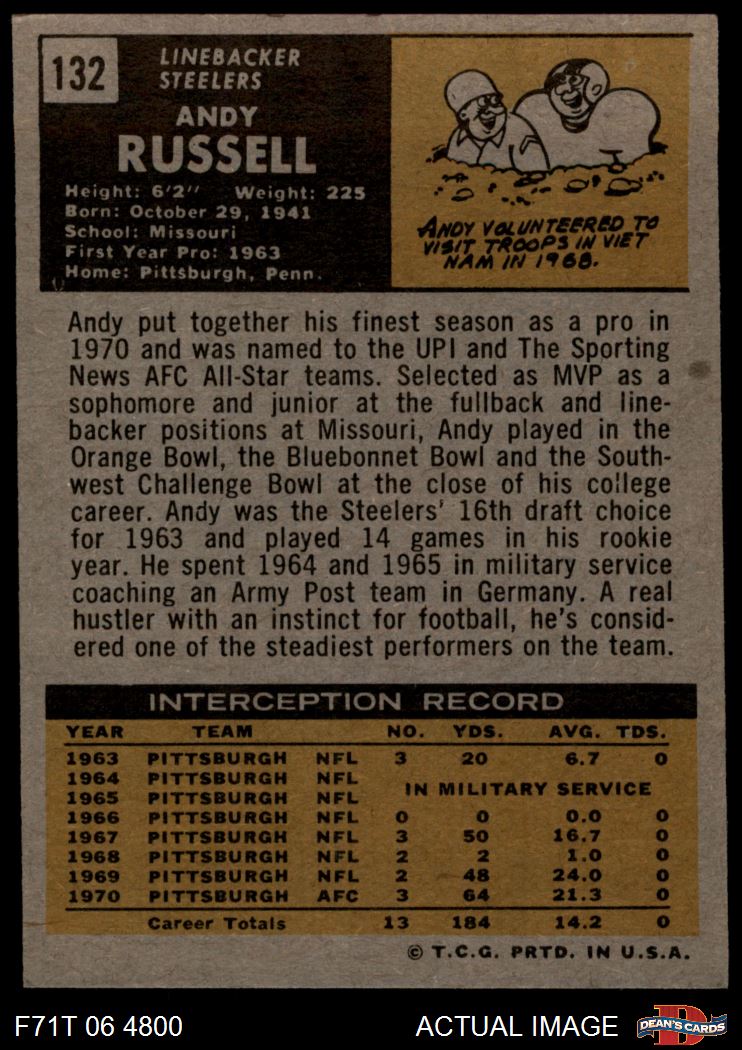 132
LINEBACKER
STEELERS
ANDY
RUSSELL
Height: 6'2" Weight: 225
Born: October 29, 1941
School: Missouri
First Year Pro: 1963
Home: Pittsburgh, Penn.
ANDY VOLUNTEERED TO
VISIT TROOPS IN VIET
NAM IN 1968.
Andy put together his finest season as a pro in
1970 and was named to the UPI and The Sporting
News AFC All-Star teams. Selected as MVP as a
sophomore and junior at the fullback and line-
backer positions at Missouri, Andy played in the
Orange Bowl, the Bluebonnet Bowl and the South-
west Challenge Bowl at the close of his college
career. Andy was the Steelers' 16th draft choice
for 1963 and played 14 games in his rookie
year. He spent 1964 and 1965 in military service
coaching an Army Post team in Germany. A real
hustler with an instinct for football, he's consid-
ered one of the steadiest performers on the team.
INTERCEPTION RECORD
YEAR TEAM NO. YDS. AVG. TDS.
1963 PITTSBURGH NFL 3 20 6.7 0
1964 PITTSBURGH NFL
IN MILITARY SERVICE
1965 PITTSBURGH NFL
1966 PITTSBURGH NFL 0 0 0.0 0
1967 PITTSBURGH NFL 3 50 16.7 0
1968 PITTSBURGH NFL 2 2 1.0 0
1969 PITTSBURGH NFL 2 48 24.0 0
1970 PITTSBURGH AFC 3 64 21.3 0
Career Totals 13 184 14.2 0
© T.C.G. PRTD. IN U.S.A.
F71T 06 4800 ACTUAL IMAGE DEAN'S CARDS